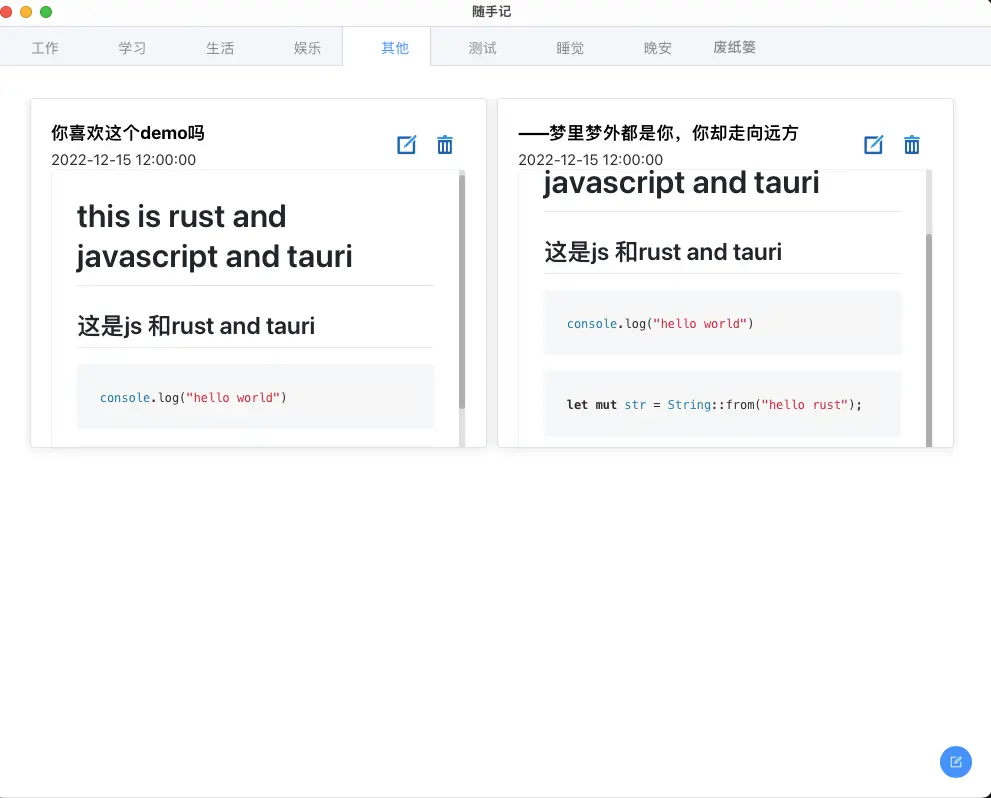 随手记
工作 学习 生活 娱乐 其他 测试 睡觉 晚安 废纸篓
你喜欢这个demo吗
2022-12-15 12:00:00
this is rust and
javascript and tauri
这是js 和rust and tauri
console.log("hello world")
——梦里梦外都是你，你却走向远方
2022-12-15 12:00:00
javascript and tauri
这是js 和rust and tauri
console.log("hello world")
let mut str = String::from("hello rust");